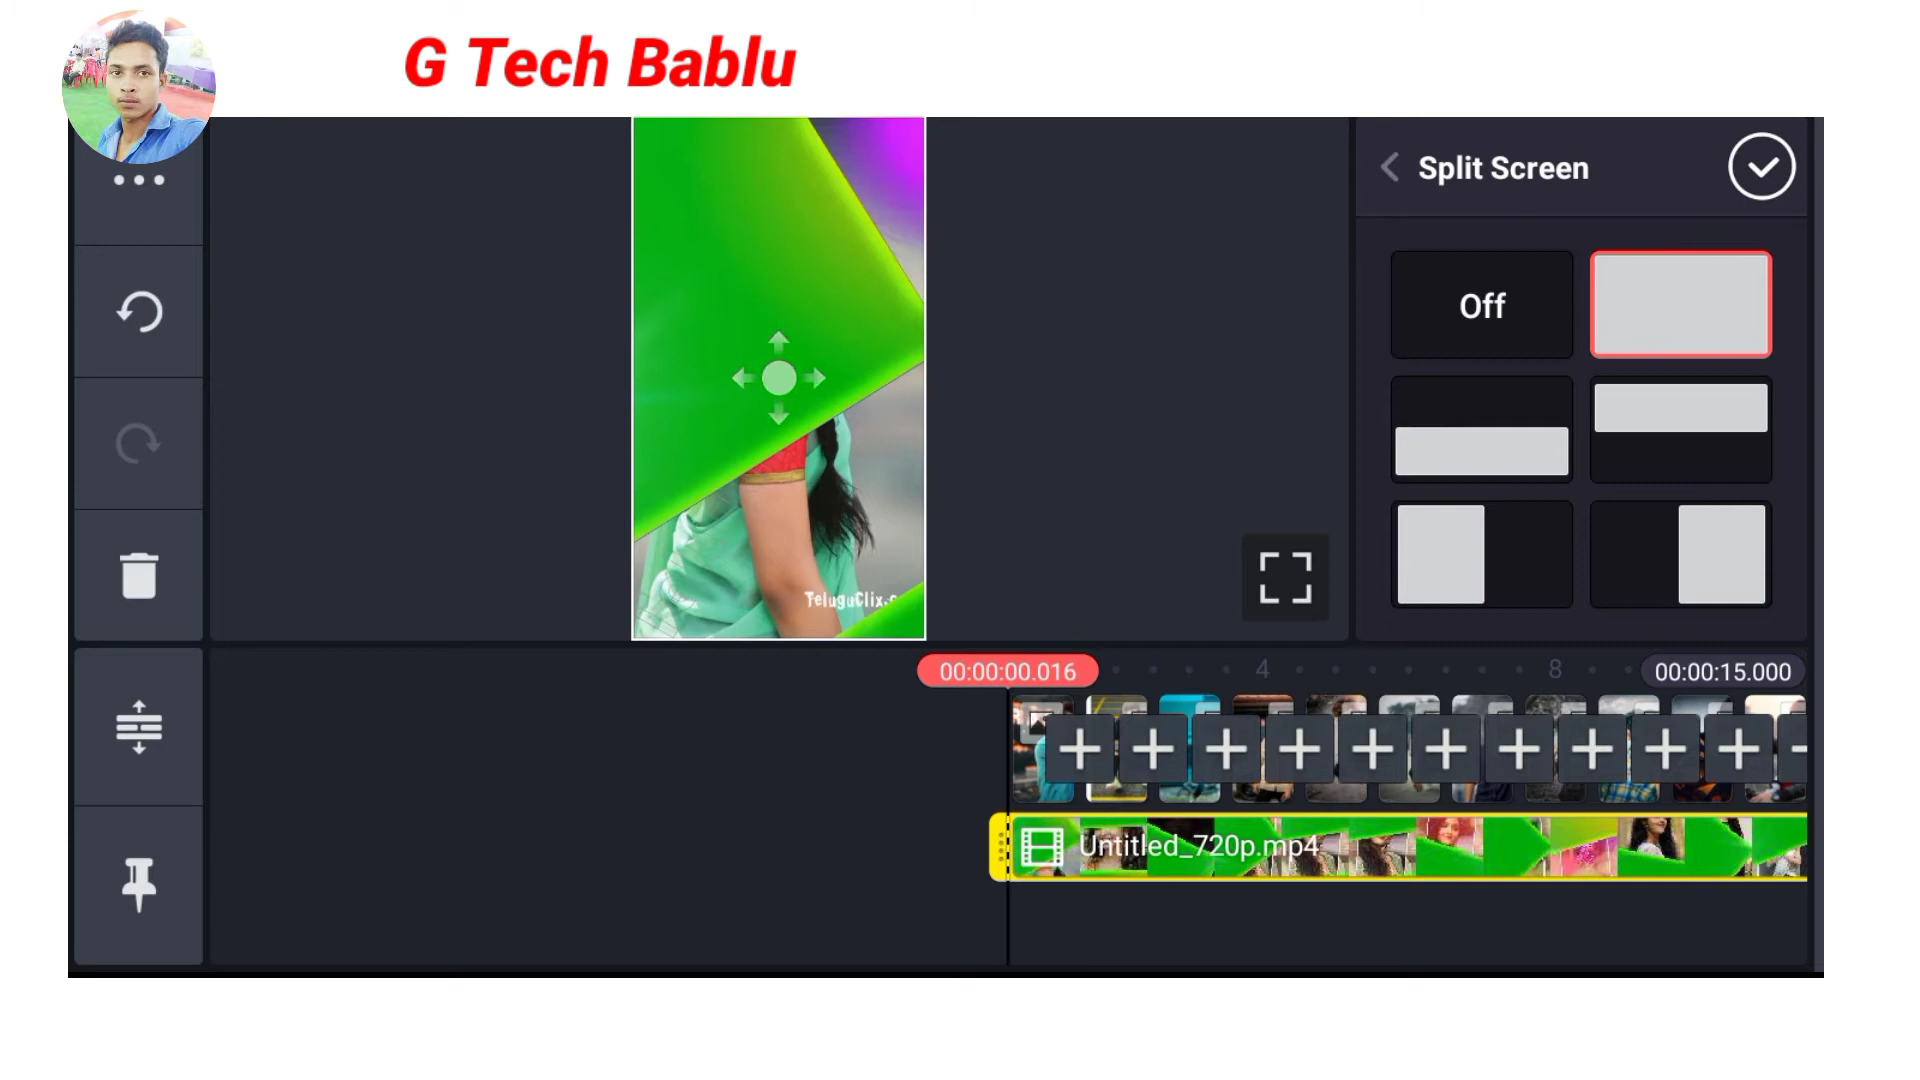 G Tech Bablu
Split Screen
Off
TeluguClix.c
00:00:00.016
4
8
00:00:15.000
Untitled_720p.mp4